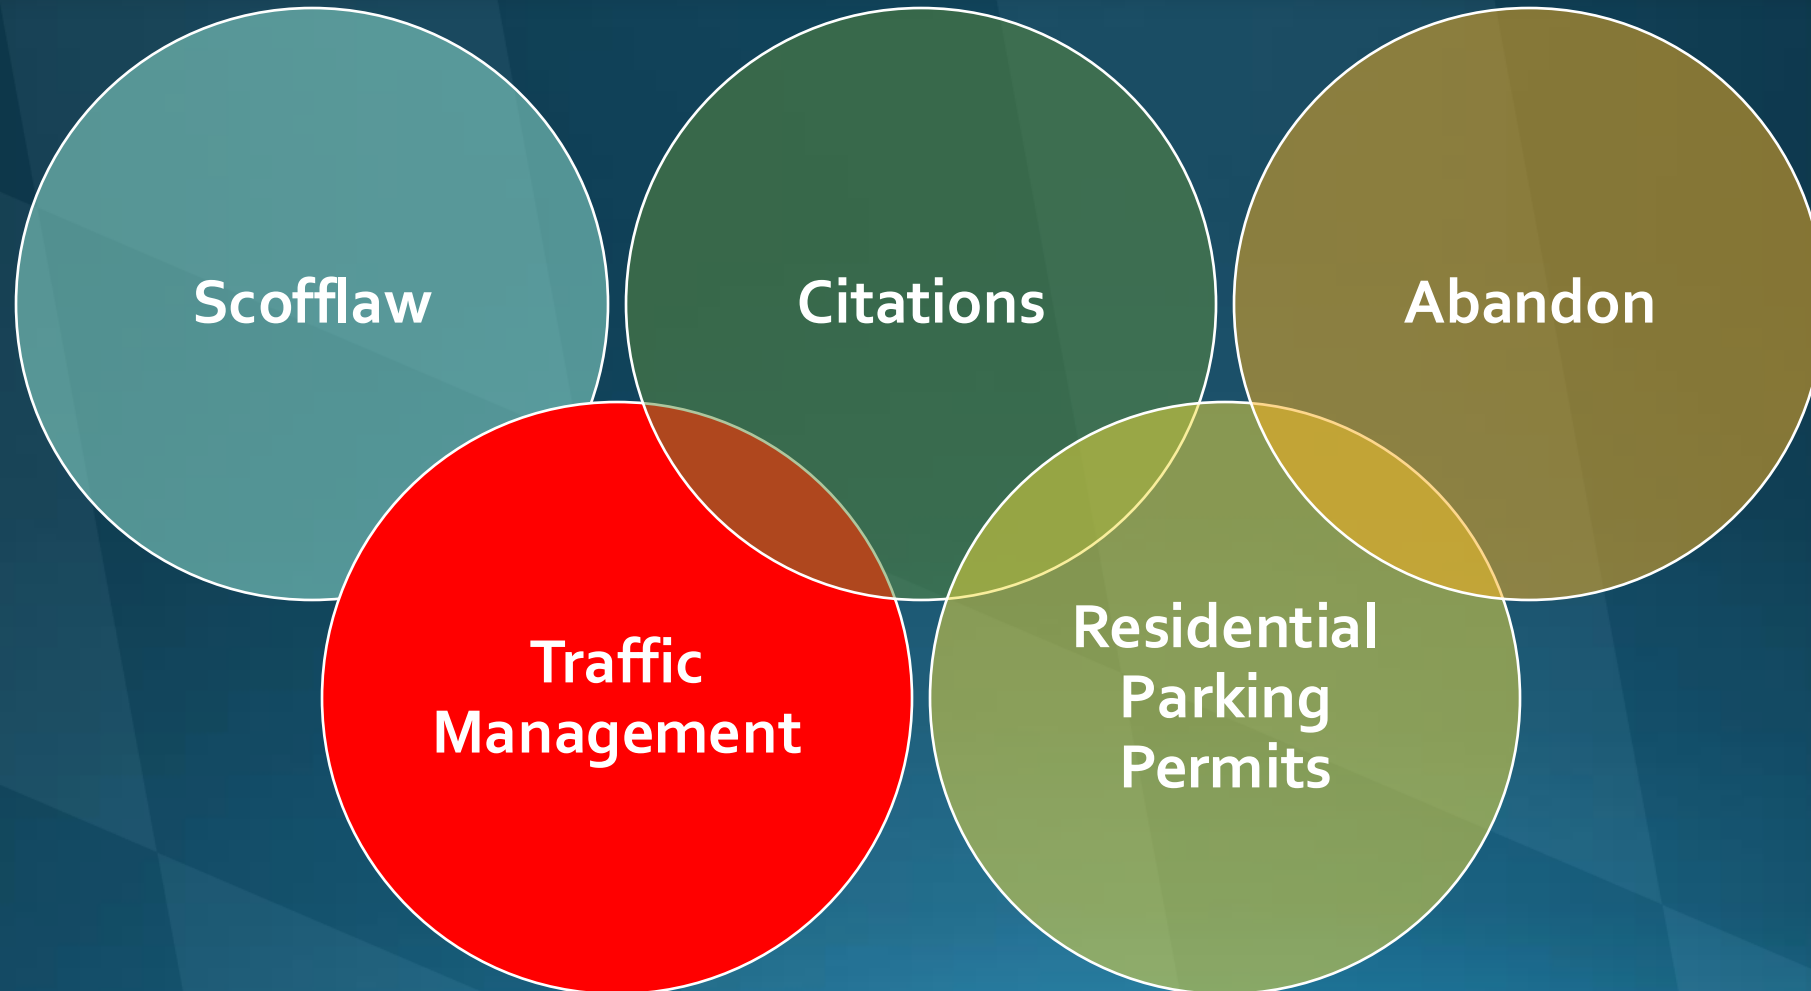 Scofflaw
Citations
Abandon
Traffic
Management
Residential
Parking
Permits